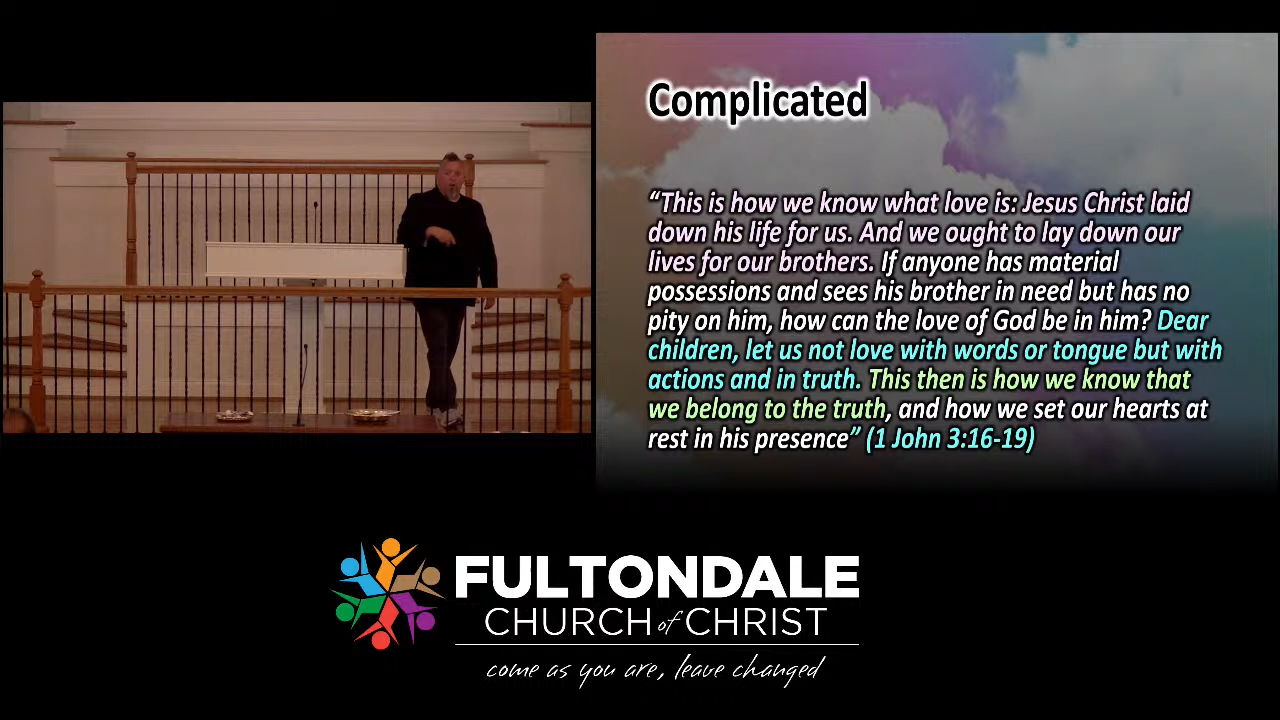 Complicated
“This is how we know what love is: Jesus Christ laid
down his life for us. And we ought to lay down our
lives for our brothers. If anyone has material
possessions and sees his brother in need but has no
pity on him, how can the love of God be in him? Dear
children, let us not love with words or tongue but with
actions and in truth. This then is how we know that
we belong to the truth, and how we set our hearts at
rest in his presence” (1 John 3:16-19)
FULTONDALE
CHURCH of CHRIST
come as you are, leave changed